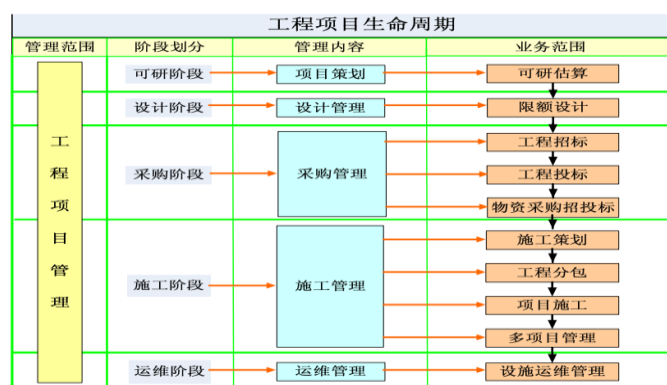 工程项目生命周期
管理范围 阶段划分 管理内容 业务范围
工程项目管理
可研阶段 项目策划 可研估算
设计阶段 设计管理 限额设计
工程招标
采购阶段 采购管理 工程投标
物资采购招投标
施工策划
工程分包
施工阶段 施工管理
项目施工
多项目管理
运维阶段 运维管理 设施运维管理